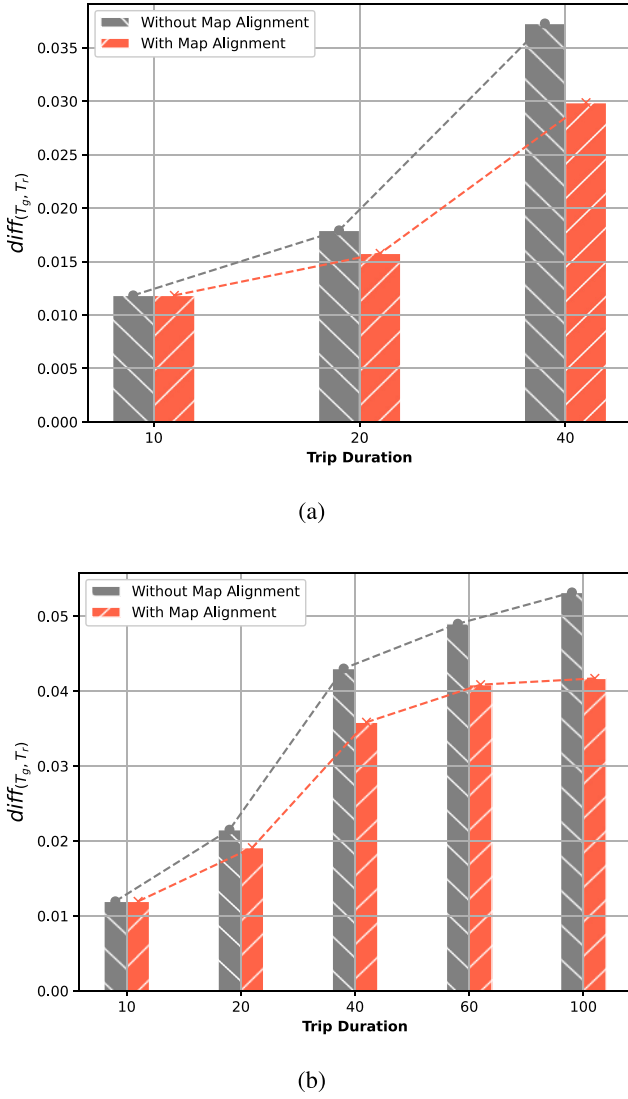 Without Map Alignment
With Map Alignment
0.035
0.030
0.025
0.020
0.015
0.010
0.005
0.000
diff(Tg, Tr)
10
20
40
Trip Duration
(a)
Without Map Alignment
With Map Alignment
0.05
0.04
0.03
0.02
0.01
0.00
diff(Tg, Tr)
10
20
40
60
100
Trip Duration
(b)